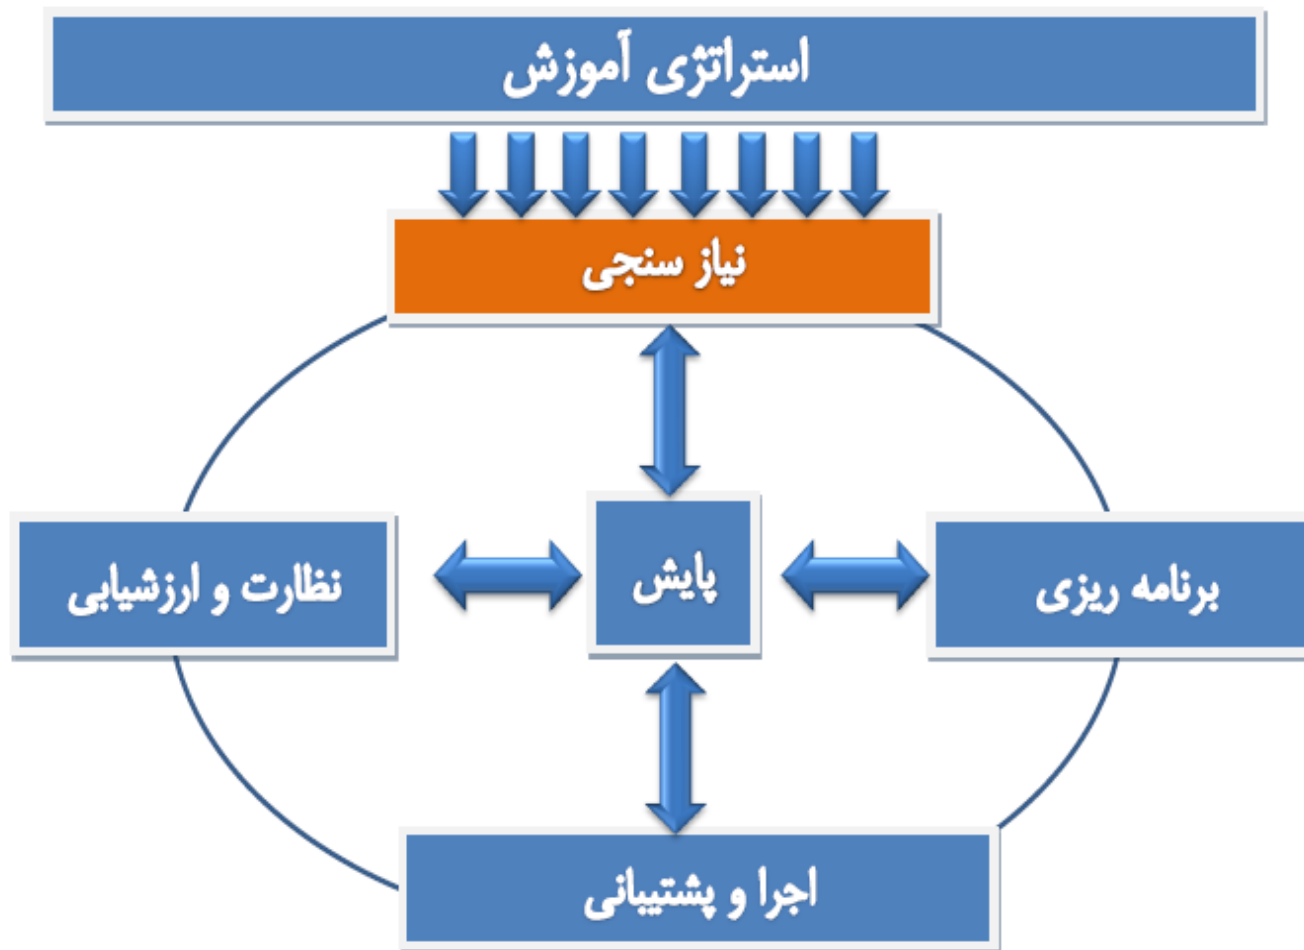 استراتژی آموزش
نیاز سنجی
برنامه ریزی
پایش
نظارت و ارزشیابی
اجرا و پشتیبانی